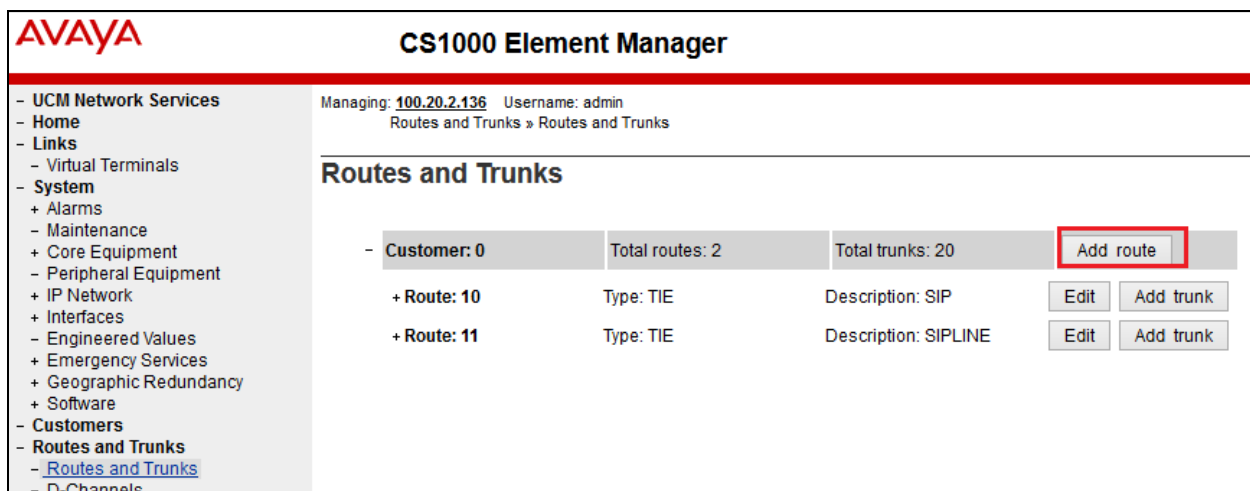 AVAYA
CS1000 Element Manager
- UCM Network Services
- Home
- Links
- Virtual Terminals
- System
+ Alarms
- Maintenance
+ Core Equipment
- Peripheral Equipment
+ IP Network
+ Interfaces
- Engineered Values
+ Emergency Services
+ Geographic Redundancy
+ Software
- Customers
- Routes and Trunks
- Routes and Trunks
- D-Channels
Managing: 100.20.2.136 Username: admin
Routes and Trunks » Routes and Trunks
Routes and Trunks
- Customer: 0 Total routes: 2 Total trunks: 20 Add route
+ Route: 10 Type: TIE Description: SIP Edit Add trunk
+ Route: 11 Type: TIE Description: SIPLINE Edit Add trunk